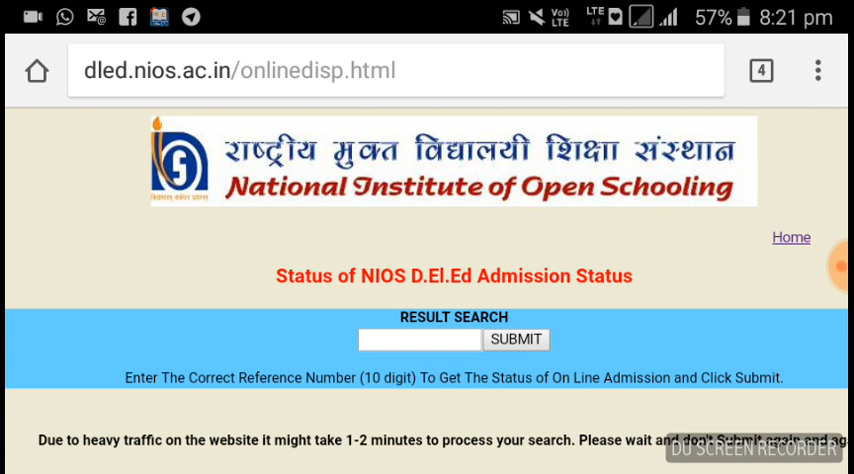 Vo))
LTE
LTE
57%
8:21 pm
dled.nios.ac.in/onlinedisp.html
4
राष्ट्रीय मुक्त विद्यालयी शिक्षा संस्थान
National Institute of Open Schooling
Home
Status of NIOS D.El.Ed Admission Status
RESULT SEARCH
SUBMIT
Enter The Correct Reference Number (10 digit) To Get The Status of On Line Admission and Click Submit.
Due to heavy traffic on the website it might take 1-2 minutes to process your search. Please wait and don't Submit again and ag
DU SCREEN RECORDER